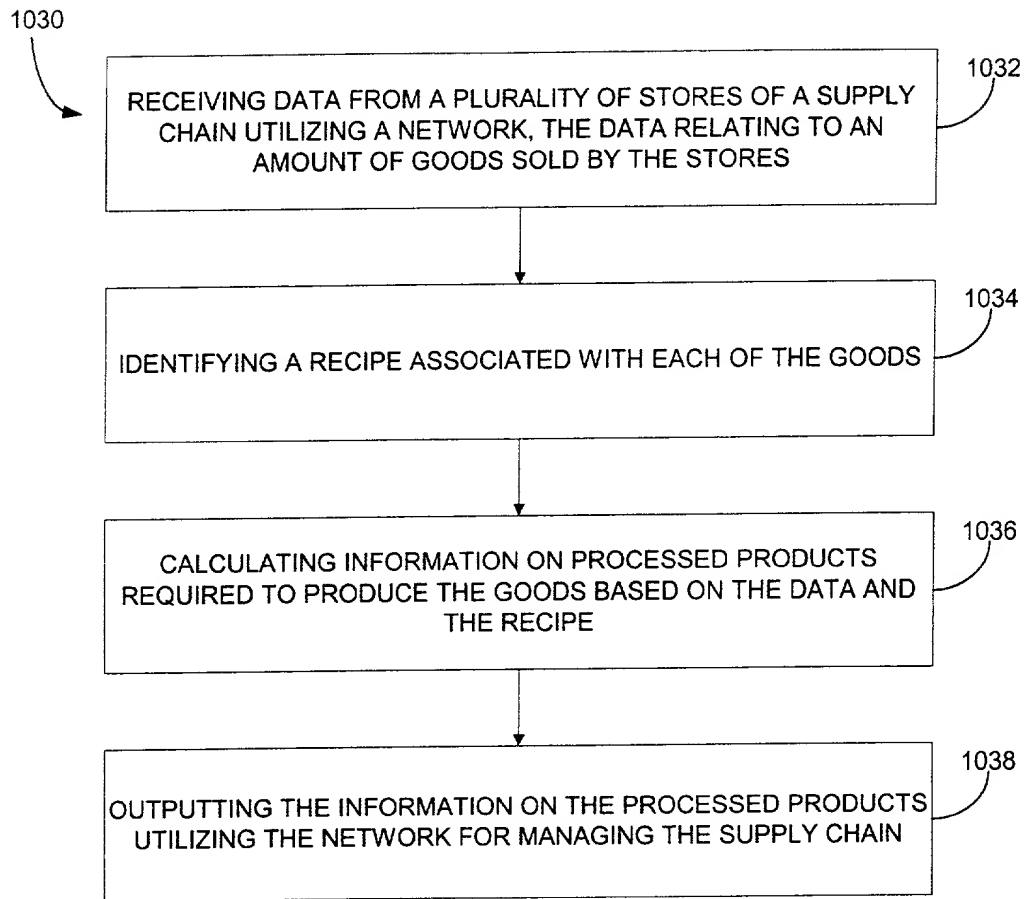 1030
1032
RECEIVING DATA FROM A PLURALITY OF STORES OF A SUPPLY
CHAIN UTILIZING A NETWORK, THE DATA RELATING TO AN
AMOUNT OF GOODS SOLD BY THE STORES
1034
IDENTIFYING A RECIPE ASSOCIATED WITH EACH OF THE GOODS
1036
CALCULATING INFORMATION ON PROCESSED PRODUCTS
REQUIRED TO PRODUCE THE GOODS BASED ON THE DATA AND
THE RECIPE
1038
OUTPUTTING THE INFORMATION ON THE PROCESSED PRODUCTS
UTILIZING THE NETWORK FOR MANAGING THE SUPPLY CHAIN